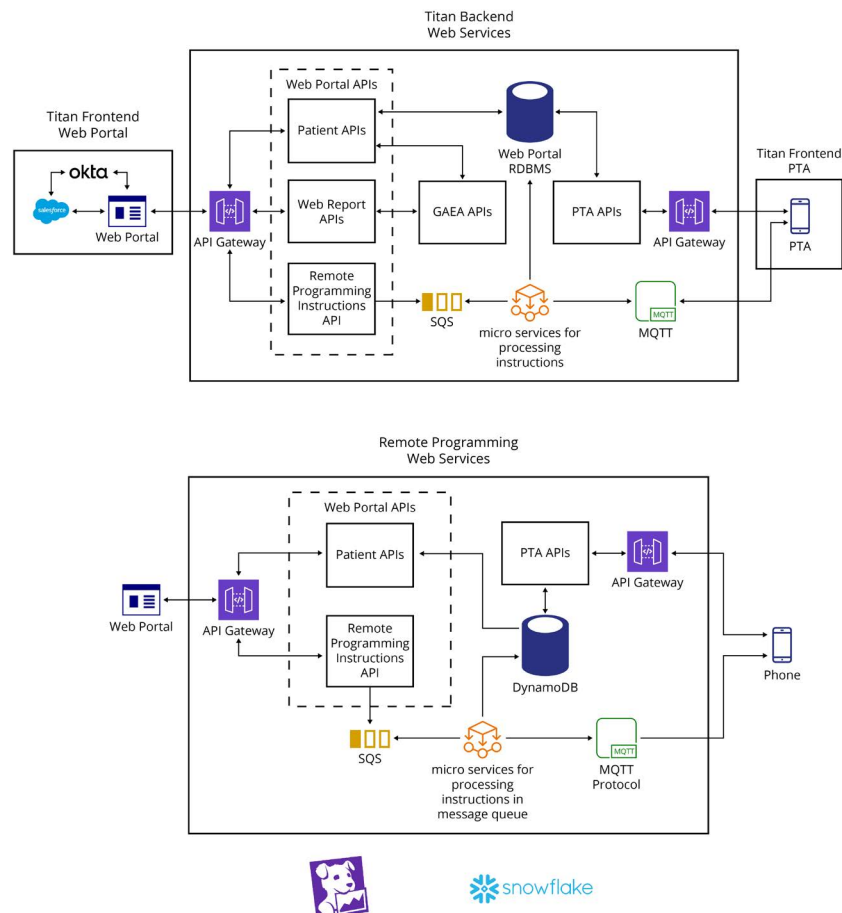 Titan Backend
Web Services
Titan Frontend
Web Portal
okta
salesforce
Web Portal
Web Portal APIs
Patient APIs
Web Report
APIs
Remote
Programming
Instructions
API
API Gateway
Web Portal
RDBMS
GAEA APIs
PTA APIs
API Gateway
SQS
micro services for
processing
instructions
MQTT
MQTT
Titan Frontend
PTA
PTA
Remote Programming
Web Services
Web Portal
API Gateway
Web Portal APIs
Patient APIs
Remote
Programming
Instructions
API
PTA APIs
API Gateway
DynamoDB
Phone
SQS
micro services for
processing
instructions in
message queue
MQTT
MQTT
Protocol
snowflake